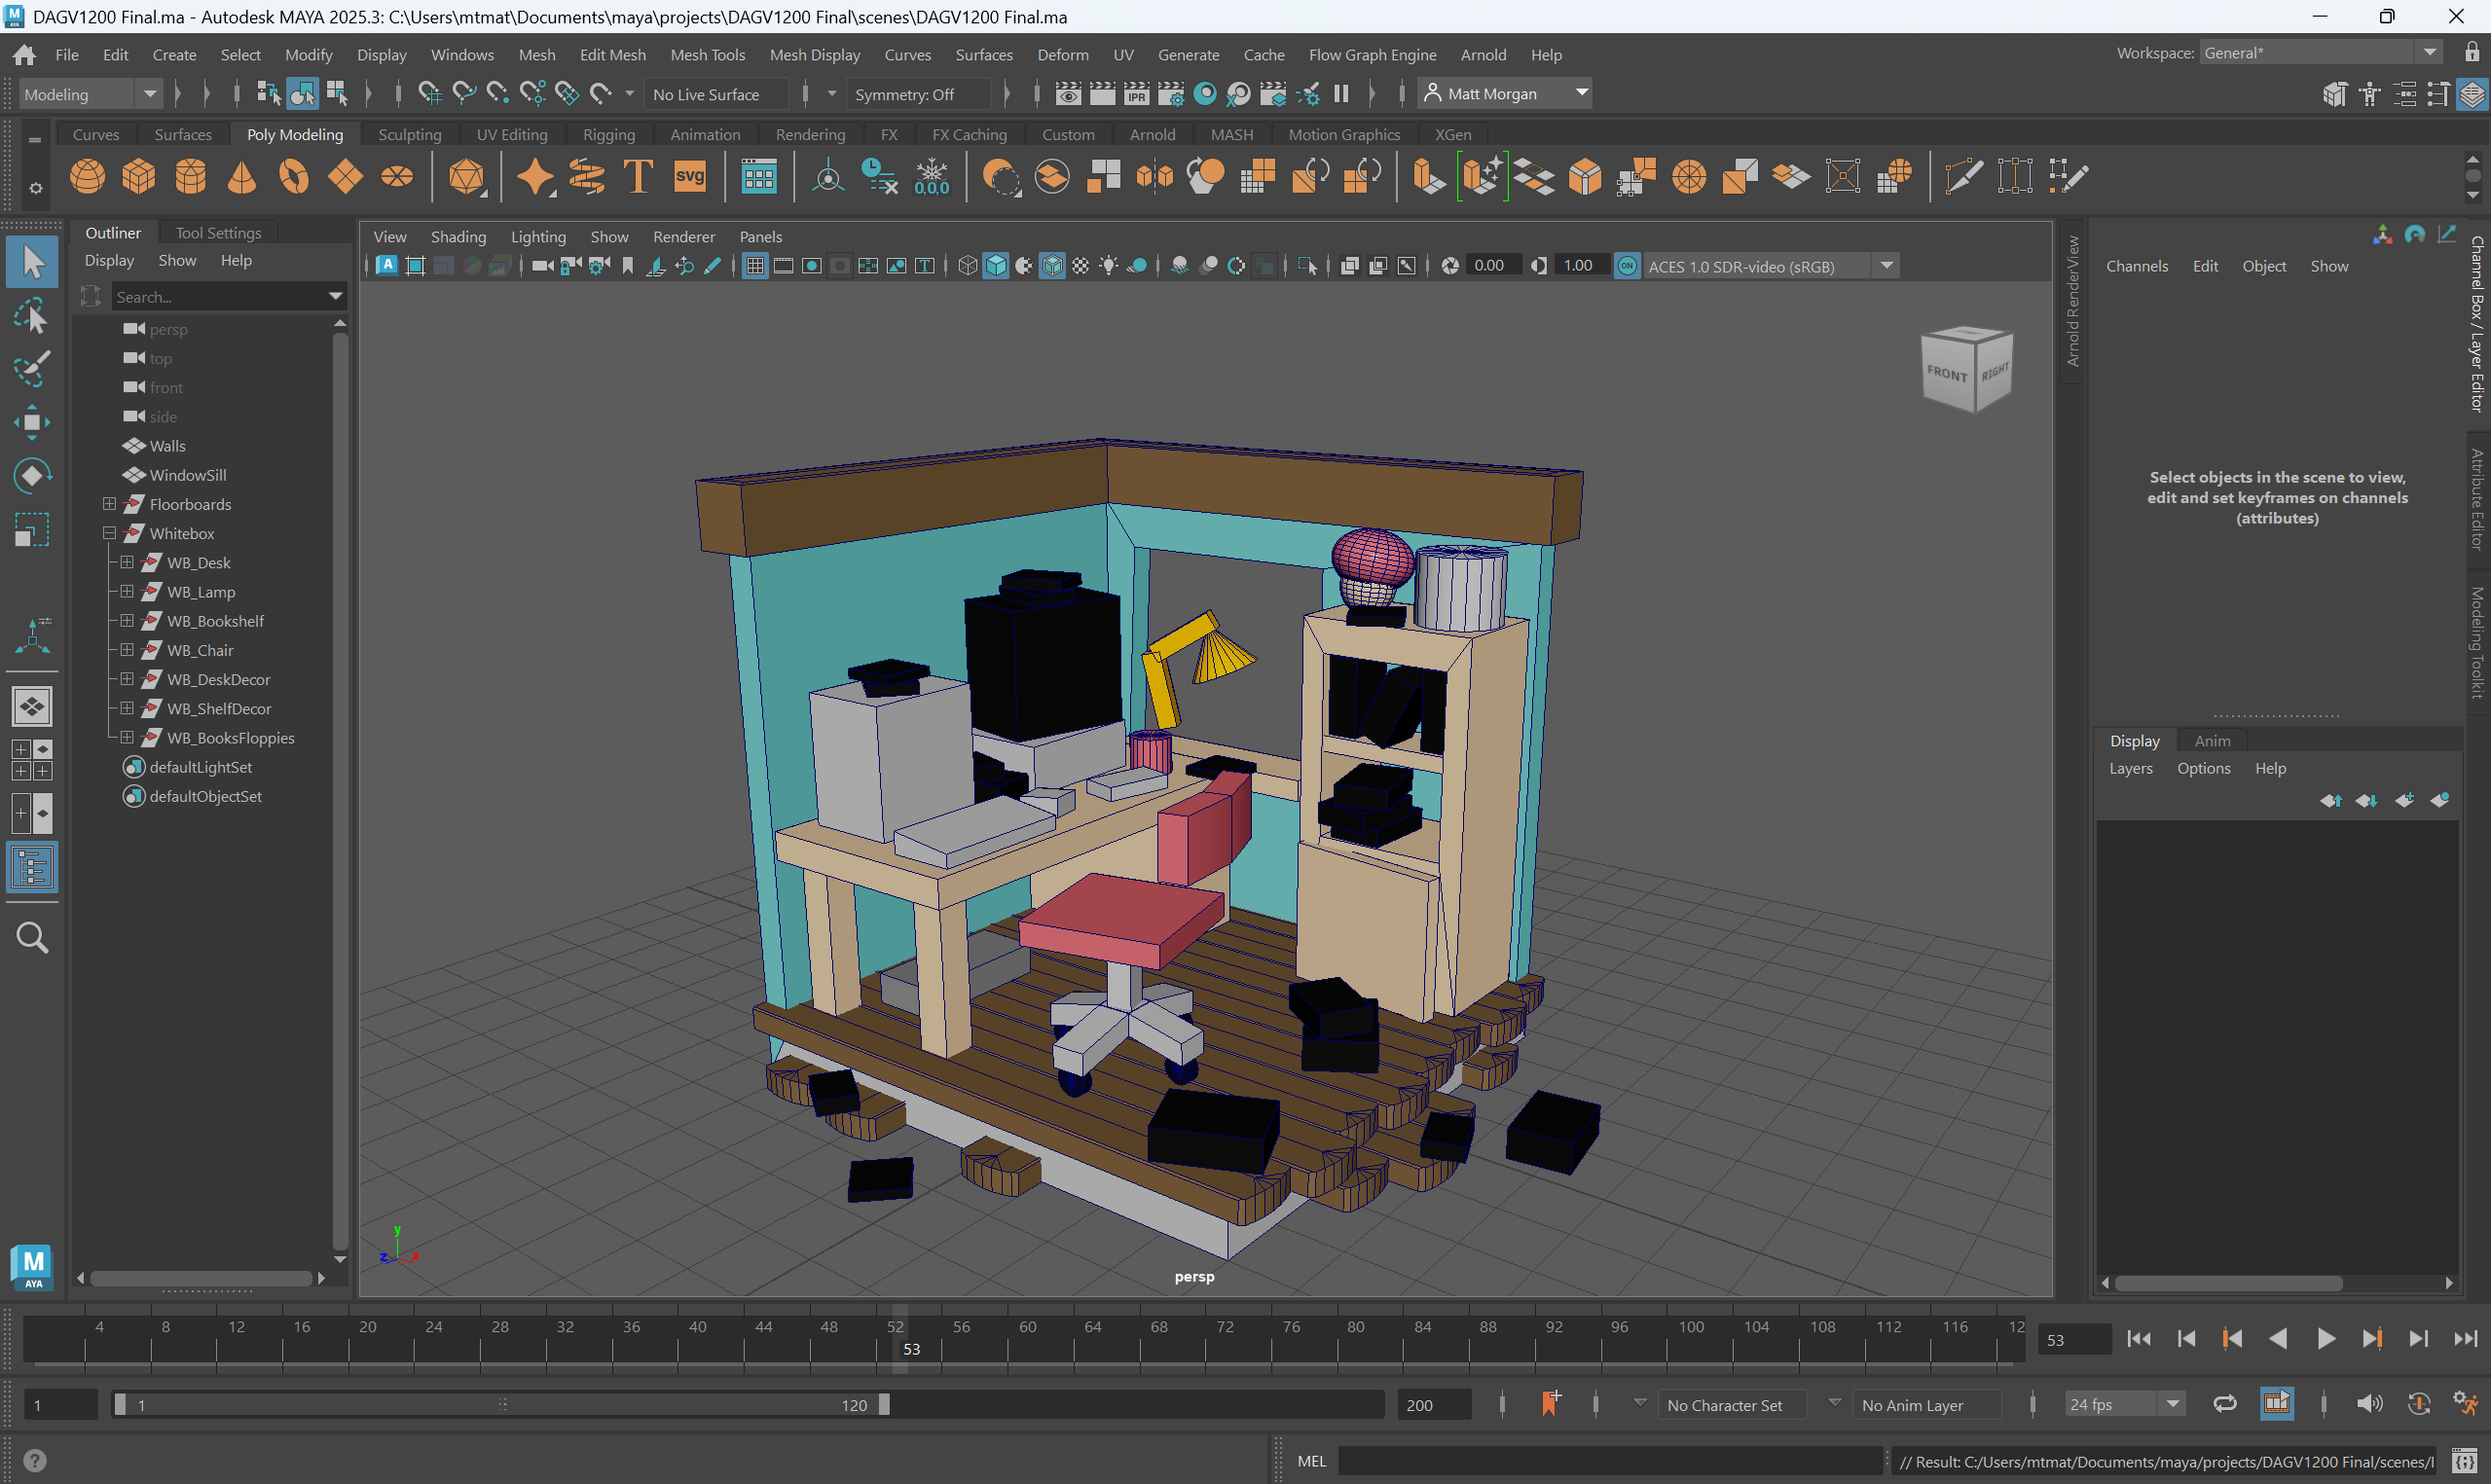 DAGV1200 Final.ma - Autodesk MAYA 2025.3: C:\Users\mtmat\Documents\maya\projects\DAGV1200 Final\scenes\DAGV1200 Final.ma
File Edit Create Select Modify Display Windows Mesh Edit Mesh Mesh Tools Mesh Display Curves Surfaces Deform UV Generate Cache Flow Graph Engine Arnold Help
Workspace: General*
Modeling
No Live Surface
Symmetry: Off
IPR
Matt Morgan
Curves Surfaces Poly Modeling Sculpting UV Editing Rigging Animation Rendering FX FX Caching Custom Arnold MASH Motion Graphics XGen
T
svg
0,0,0
Outliner Tool Settings
Display Show Help
Search...
persp
top
front
side
Walls
WindowSill
Floorboards
Whitebox
WB_Desk
WB_Lamp
WB_Bookshelf
WB_Chair
WB_DeskDecor
WB_ShelfDecor
WB_BooksFloppies
defaultLightSet
defaultObjectSet
M
AYA
View Shading Lighting Show Renderer Panels
0.00
1.00
ON
ACES 1.0 SDR-video (sRGB)
FRONT
RIGHT
y
z
x
persp
Arnold RenderView
Channels Edit Object Show
Select objects in the scene to view,
edit and set keyframes on channels
(attributes)
Display Anim
Layers Options Help
Channel Box / Layer Editor
Attribute Editor
Modeling Toolkit
4 8 12 16 20 24 28 32 36 40 44 48 52 56 60 64 68 72 76 80 84 88 92 96 100 104 108 112 116 12
53
53
1
1
120
200
No Character Set
No Anim Layer
24 fps
MEL
// Result: C:/Users/mtmat/Documents/maya/projects/DAGV1200 Final/scenes/I